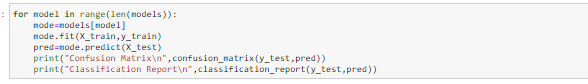 for model in range(len(models)):
    mode=models[model]
    mode.fit(X_train,y_train)
    pred=mode.predict(X_test)
    print("Confusion Matrix\n",confusion_matrix(y_test,pred))
    print("Classification Report\n",classification_report(y_test,pred))